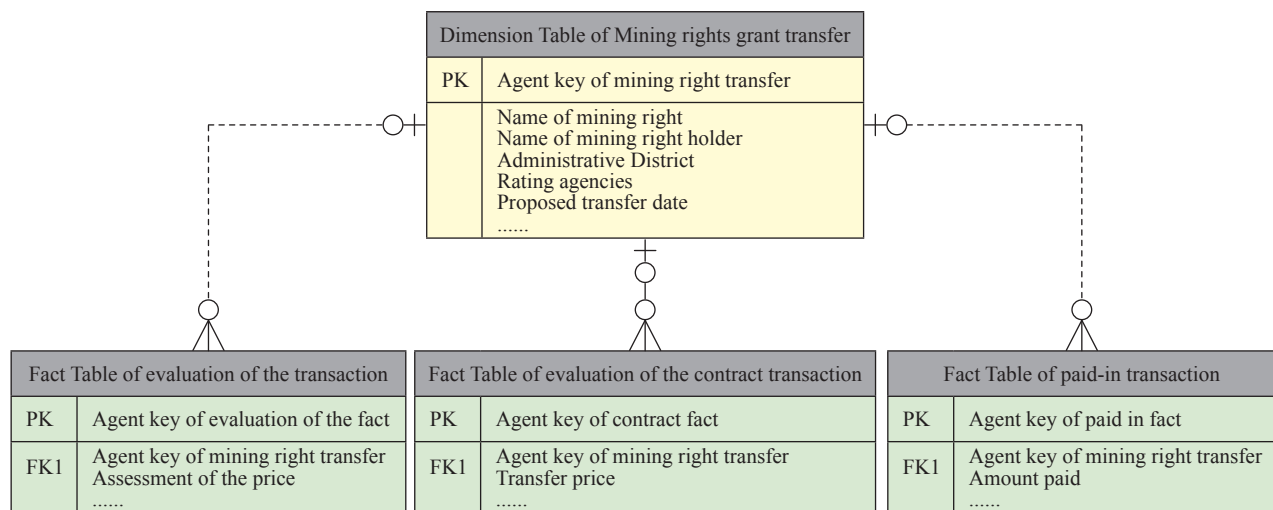 Dimension Table of Mining rights grant transfer
PK Agent key of mining right transfer
Name of mining right
Name of mining right holder
Administrative District
Rating agencies
Proposed transfer date
......
Fact Table of evaluation of the transaction
PK Agent key of evaluation of the fact
FK1 Agent key of mining right transfer
Assessment of the price
......
Fact Table of evaluation of the contract transaction
PK Agent key of contract fact
FK1 Agent key of mining right transfer
Transfer price
......
Fact Table of paid-in transaction
PK Agent key of paid in fact
FK1 Agent key of mining right transfer
Amount paid
......